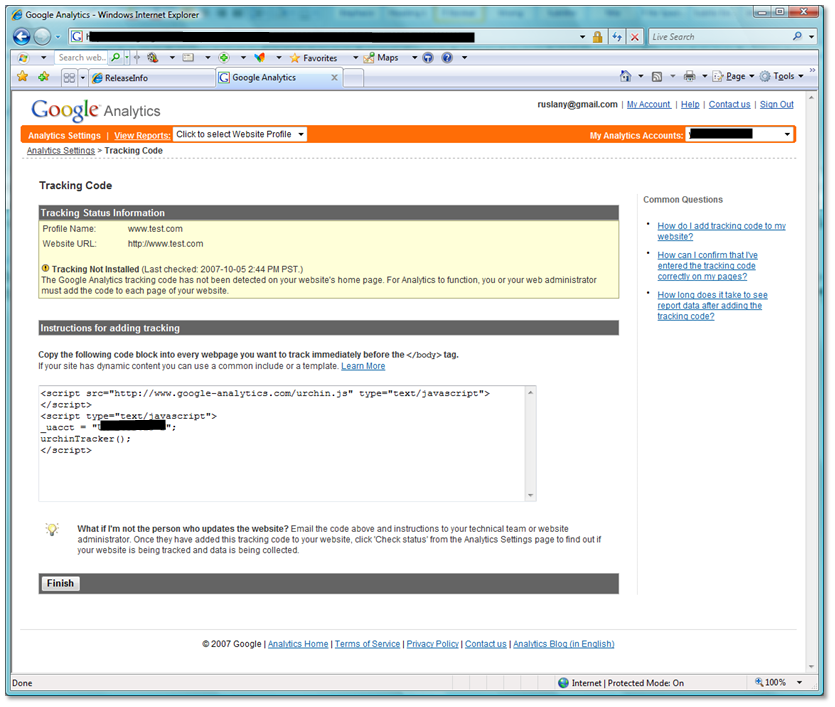 Google Analytics - Windows Internet Explorer
Live Search
Search web..
Favorites
Maps
ReleaseInfo
Google Analytics
Page
Tools
Google Analytics
ruslany@gmail.com | My Account | Help | Contact us | Sign Out
Analytics Settings | View Reports: Click to select Website Profile
My Analytics Accounts:
Analytics Settings > Tracking Code
Tracking Code
Tracking Status Information
Profile Name: www.test.com
Website URL: http://www.test.com
Tracking Not Installed (Last checked: 2007-10-05 2:44 PM PST.)
The Google Analytics tracking code has not been detected on your website's home page. For Analytics to function, you or your web administrator
must add the code to each page of your website.
Instructions for adding tracking
Copy the following code block into every webpage you want to track immediately before the </body> tag.
If your site has dynamic content you can use a common include or a template. Learn More
<script src="http://www.google-analytics.com/urchin.js" type="text/javascript">
</script>
<script type="text/javascript">
_uacct = "";
urchinTracker();
</script>
What if I'm not the person who updates the website? Email the code above and instructions to your technical team or website
administrator. Once they have added this tracking code to your website, click 'Check status' from the Analytics Settings page to find out if
your website is being tracked and data is being collected.
Finish
Common Questions
• How do I add tracking code to my
website?
• How can I confirm that I've
entered the tracking code
correctly on my pages?
• How long does it take to see
report data after adding the
tracking code?
© 2007 Google | Analytics Home | Terms of Service | Privacy Policy | Contact us | Analytics Blog (in English)
Done
Internet | Protected Mode: On
100%